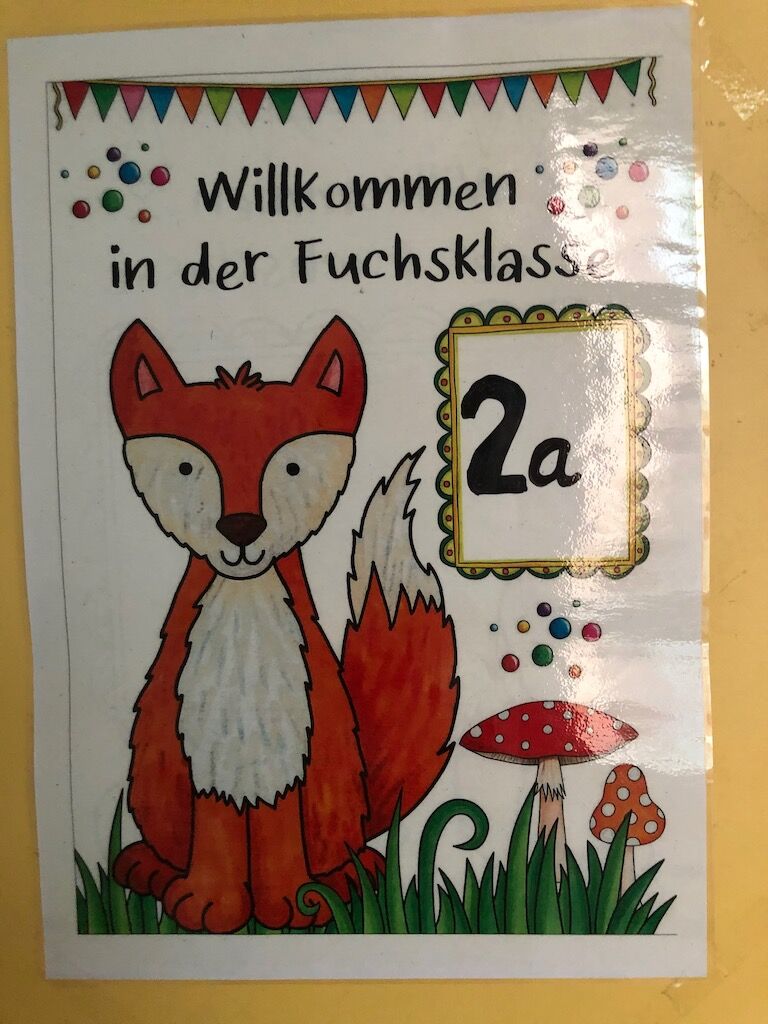 Willkommen
in der Fuchsklasse
2a